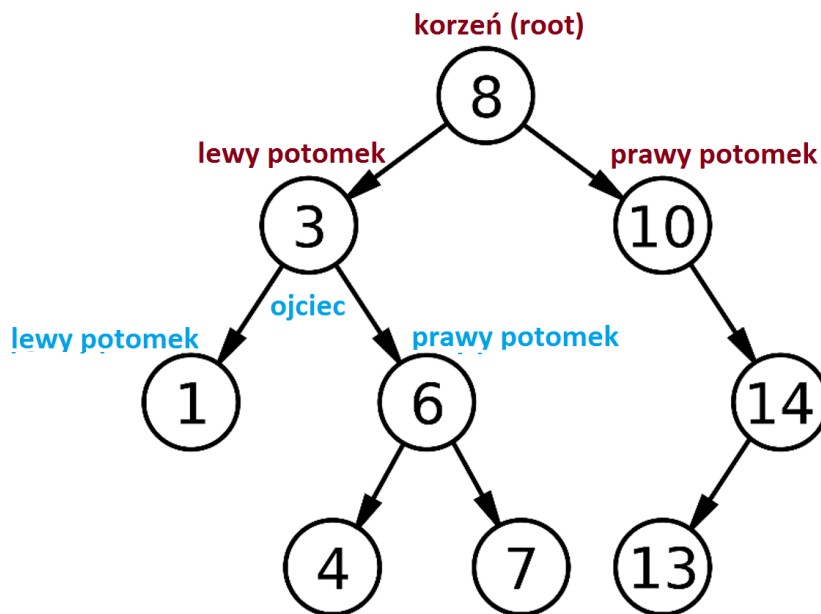 korzeń (root)
8
lewy potomek
prawy potomek
3
10
ojciec
lewy potomek
prawy potomek
1
6
14
4
7
13